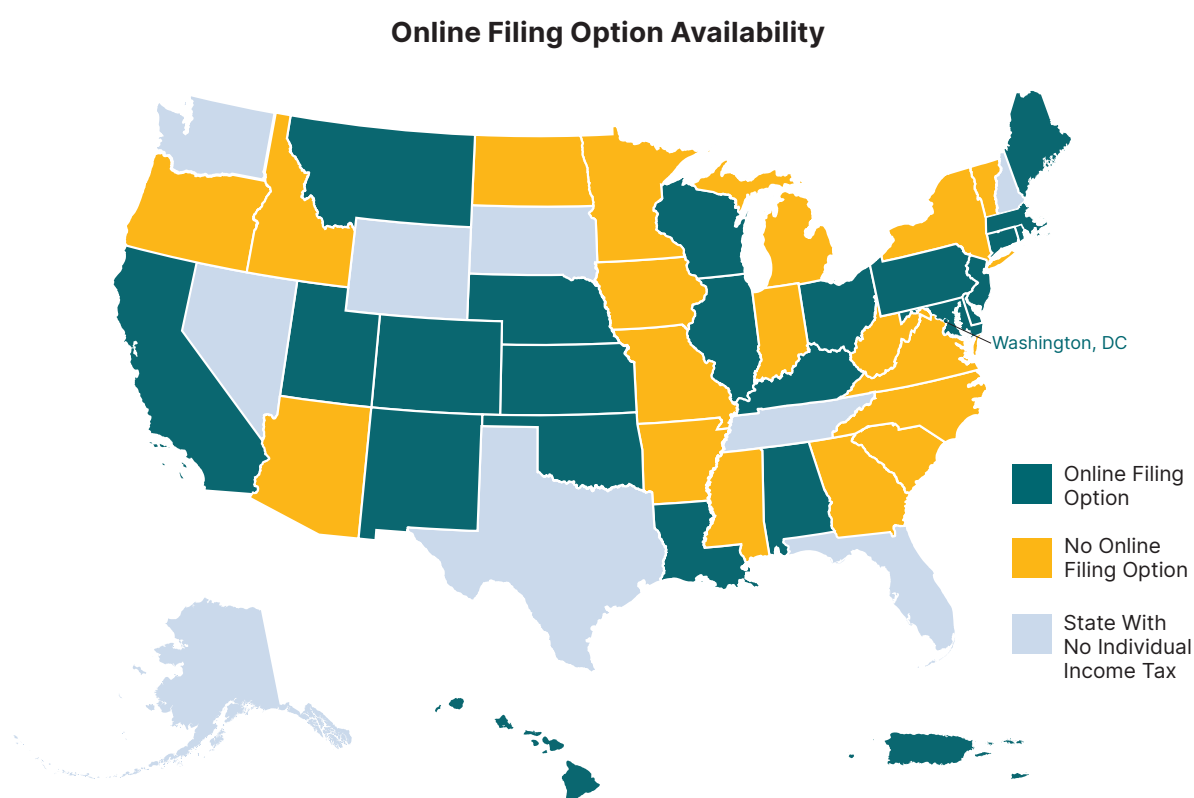 Online Filing Option Availability
Washington, DC
Online Filing
Option
No Online
Filing Option
State With
No Individual
Income Tax